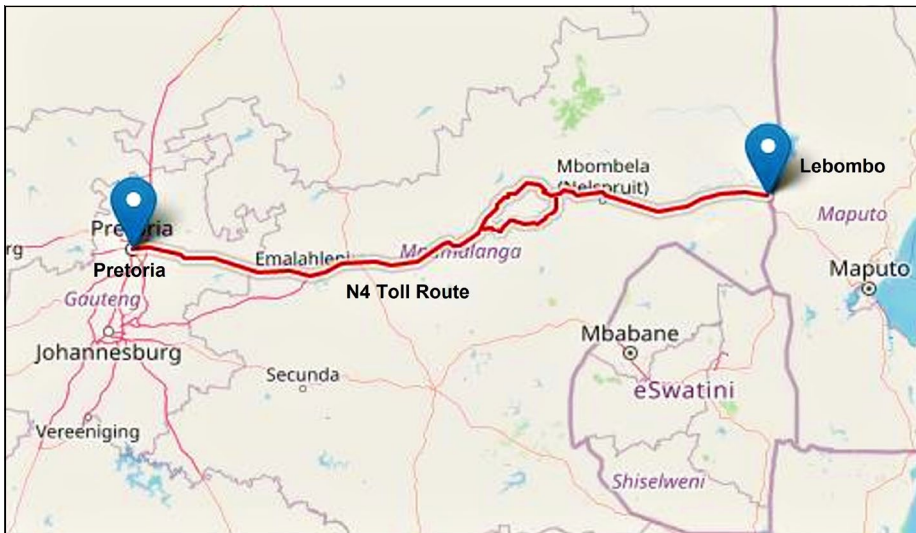 Mbombela
(Nelspruit)
Lebombo
Pretoria
Maputo
rg
Pretoria
Emalahleni
Mpumalanga
Maputo
N4 Toll Route
Gauteng
Mbabane
Johannesburg
Secunda
eSwatini
Vereeniging
Shiselweni